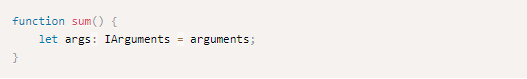 function sum() {
    let args: IArguments = arguments;
}